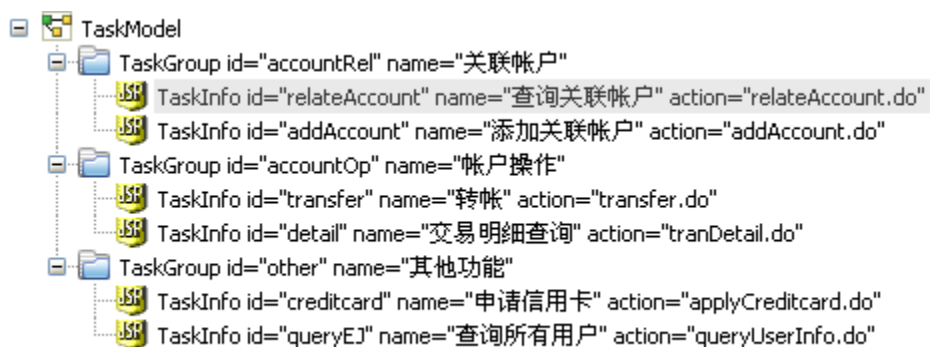 TaskModel
TaskGroup id="accountRel" name="关联帐户"
TaskInfo id="relateAccount" name="查询关联帐户" action="relateAccount.do"
TaskInfo id="addAccount" name="添加关联帐户" action="addAccount.do"
TaskGroup id="accountOp" name="帐户操作"
TaskInfo id="transfer" name="转帐" action="transfer.do"
TaskInfo id="detail" name="交易明细查询" action="tranDetail.do"
TaskGroup id="other" name="其他功能"
TaskInfo id="creditcard" name="申请信用卡" action="applyCreditcard.do"
TaskInfo id="queryEJ" name="查询所有用户" action="queryUserInfo.do"